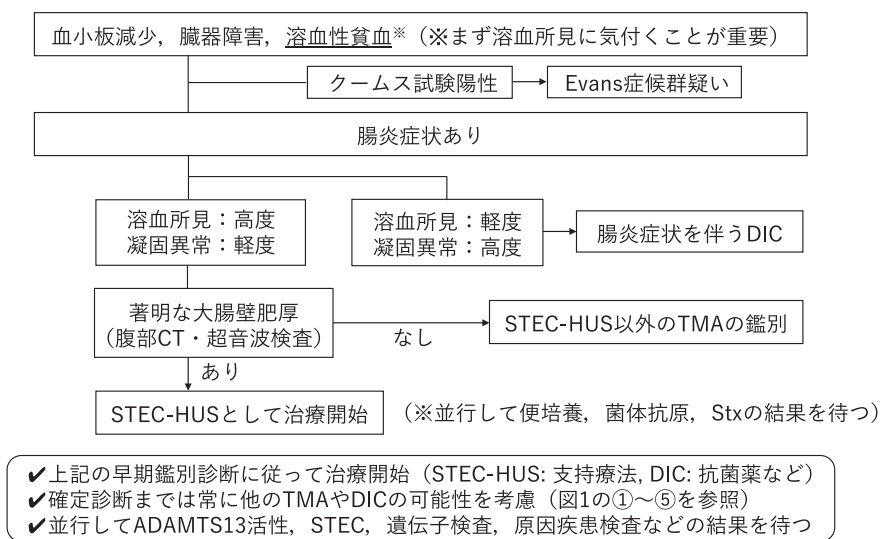 血小板減少，臓器障害，溶血性貧血※（※まず溶血所見に気付くことが重要）
クームス試験陽性
Evans症候群疑い
腸炎症状あり
溶血所見：高度
凝固異常：軽度
溶血所見：軽度
凝固異常：高度
腸炎症状を伴うDIC
著明な大腸壁肥厚
（腹部CT・超音波検査）
なし
STEC-HUS以外のTMAの鑑別
あり
STEC-HUSとして治療開始
（※並行して便培養，菌体抗原，Stxの結果を待つ）
✔上記の早期鑑別診断に従って治療開始（STEC-HUS: 支持療法, DIC: 抗菌薬など）
✔確定診断までは常に他のTMAやDICの可能性を考慮（図1の①〜⑤を参照）
✔並行してADAMTS13活性，STEC，遺伝子検査，原因疾患検査などの結果を待つ